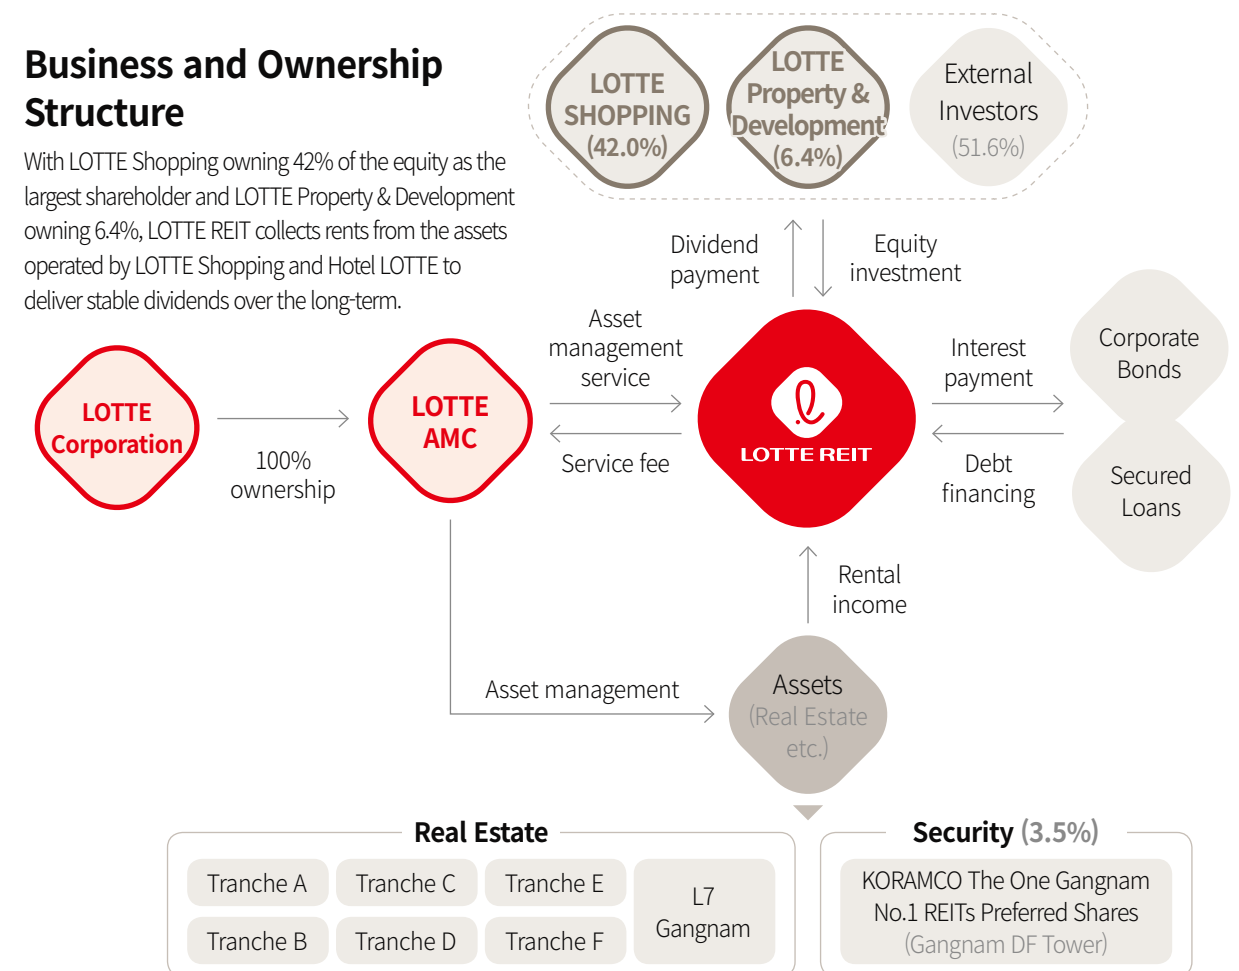 Business and Ownership
Structure
With LOTTE Shopping owning 42% of the equity as the
largest shareholder and LOTTE Property & Development
owning 6.4%, LOTTE REIT collects rents from the assets
operated by LOTTE Shopping and Hotel LOTTE to
deliver stable dividends over the long-term.
LOTTE
SHOPPING
(42.0%)
LOTTE
Property &
Development
(6.4%)
External
Investors
(51.6%)
Dividend
payment
Equity
investment
LOTTE
Corporation
100%
ownership
LOTTE
AMC
Asset
management
service
Service fee
LOTTE REIT
Interest
payment
Debt
financing
Corporate
Bonds
Secured
Loans
Rental
income
Asset management
Assets
(Real Estate
etc.)
Real Estate
Tranche A
Tranche C
Tranche E
Tranche B
Tranche D
Tranche F
L7
Gangnam
Security (3.5%)
KORAMCO The One Gangnam
No.1 REITs Preferred Shares
(Gangnam DF Tower)